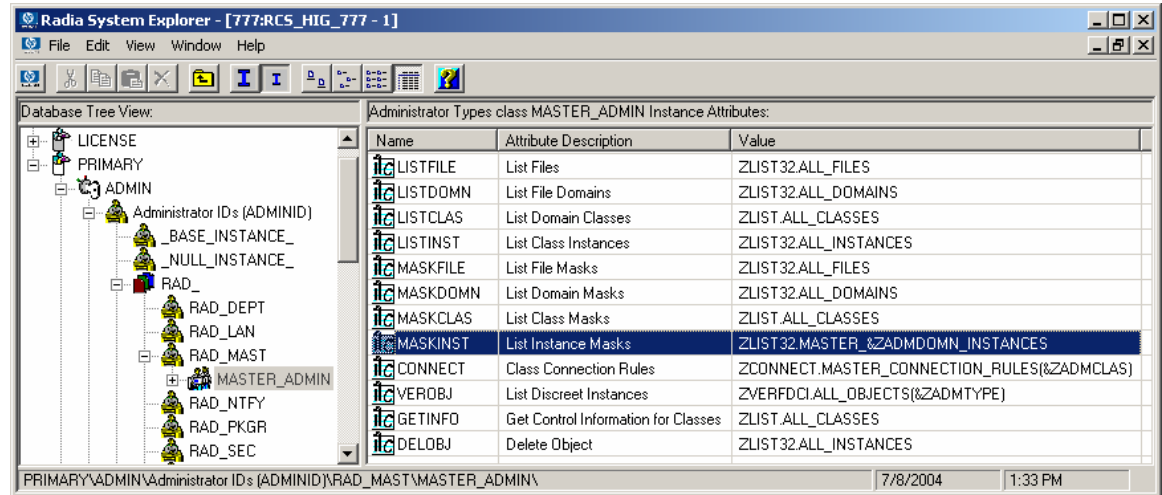 Radia System Explorer - [777:RCS_HIG_777 - 1]
File Edit View Window Help
Database Tree View:
LICENSE
PRIMARY
ADMIN
Administrator IDs (ADMINID)
_BASE_INSTANCE_
_NULL_INSTANCE_
RAD_
RAD_DEPT
RAD_LAN
RAD_MAST
MASTER_ADMIN
RAD_NTFY
RAD_PKGR
RAD_SEC
Administrator Types class MASTER_ADMIN Instance Attributes:
Name Attribute Description Value
LISTFILE List Files ZLIST32.ALL_FILES
LISTDOMN List File Domains ZLIST32.ALL_DOMAINS
LISTCLAS List Domain Classes ZLIST.ALL_CLASSES
LISTINST List Class Instances ZLIST32.ALL_INSTANCES
MASKFILE List File Masks ZLIST32.ALL_FILES
MASKDOMN List Domain Masks ZLIST32.ALL_DOMAINS
MASKCLAS List Class Masks ZLIST.ALL_CLASSES
MASKINST List Instance Masks ZLIST32.MASTER_&ZADMDOMN_INSTANCES
CONNECT Class Connection Rules ZCONNECT.MASTER_CONNECTION_RULES(&ZADMCLAS)
VEROBJ List Discreet Instances ZVERFDCI.ALL_OBJECTS(&ZADMTYPE)
GETINFO Get Control Information for Classes ZLIST.ALL_CLASSES
DELOBJ Delete Object ZLIST32.ALL_INSTANCES
PRIMARY\ADMIN\Administrator IDs (ADMINID)\RAD_MAST\MASTER_ADMIN\ 7/8/2004 1:33 PM